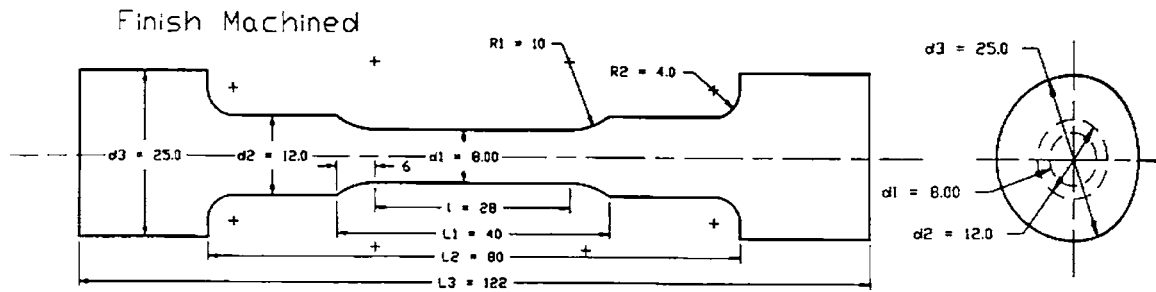 Finish Machined
R1 = 10
R2 = 4.0
d3 = 25.0
d3 = 25.0
d2 = 12.0
d1 = 8.00
6
d1 = 8.00
l = 28
d2 = 12.0
L1 = 40
L2 = 80
L3 = 122